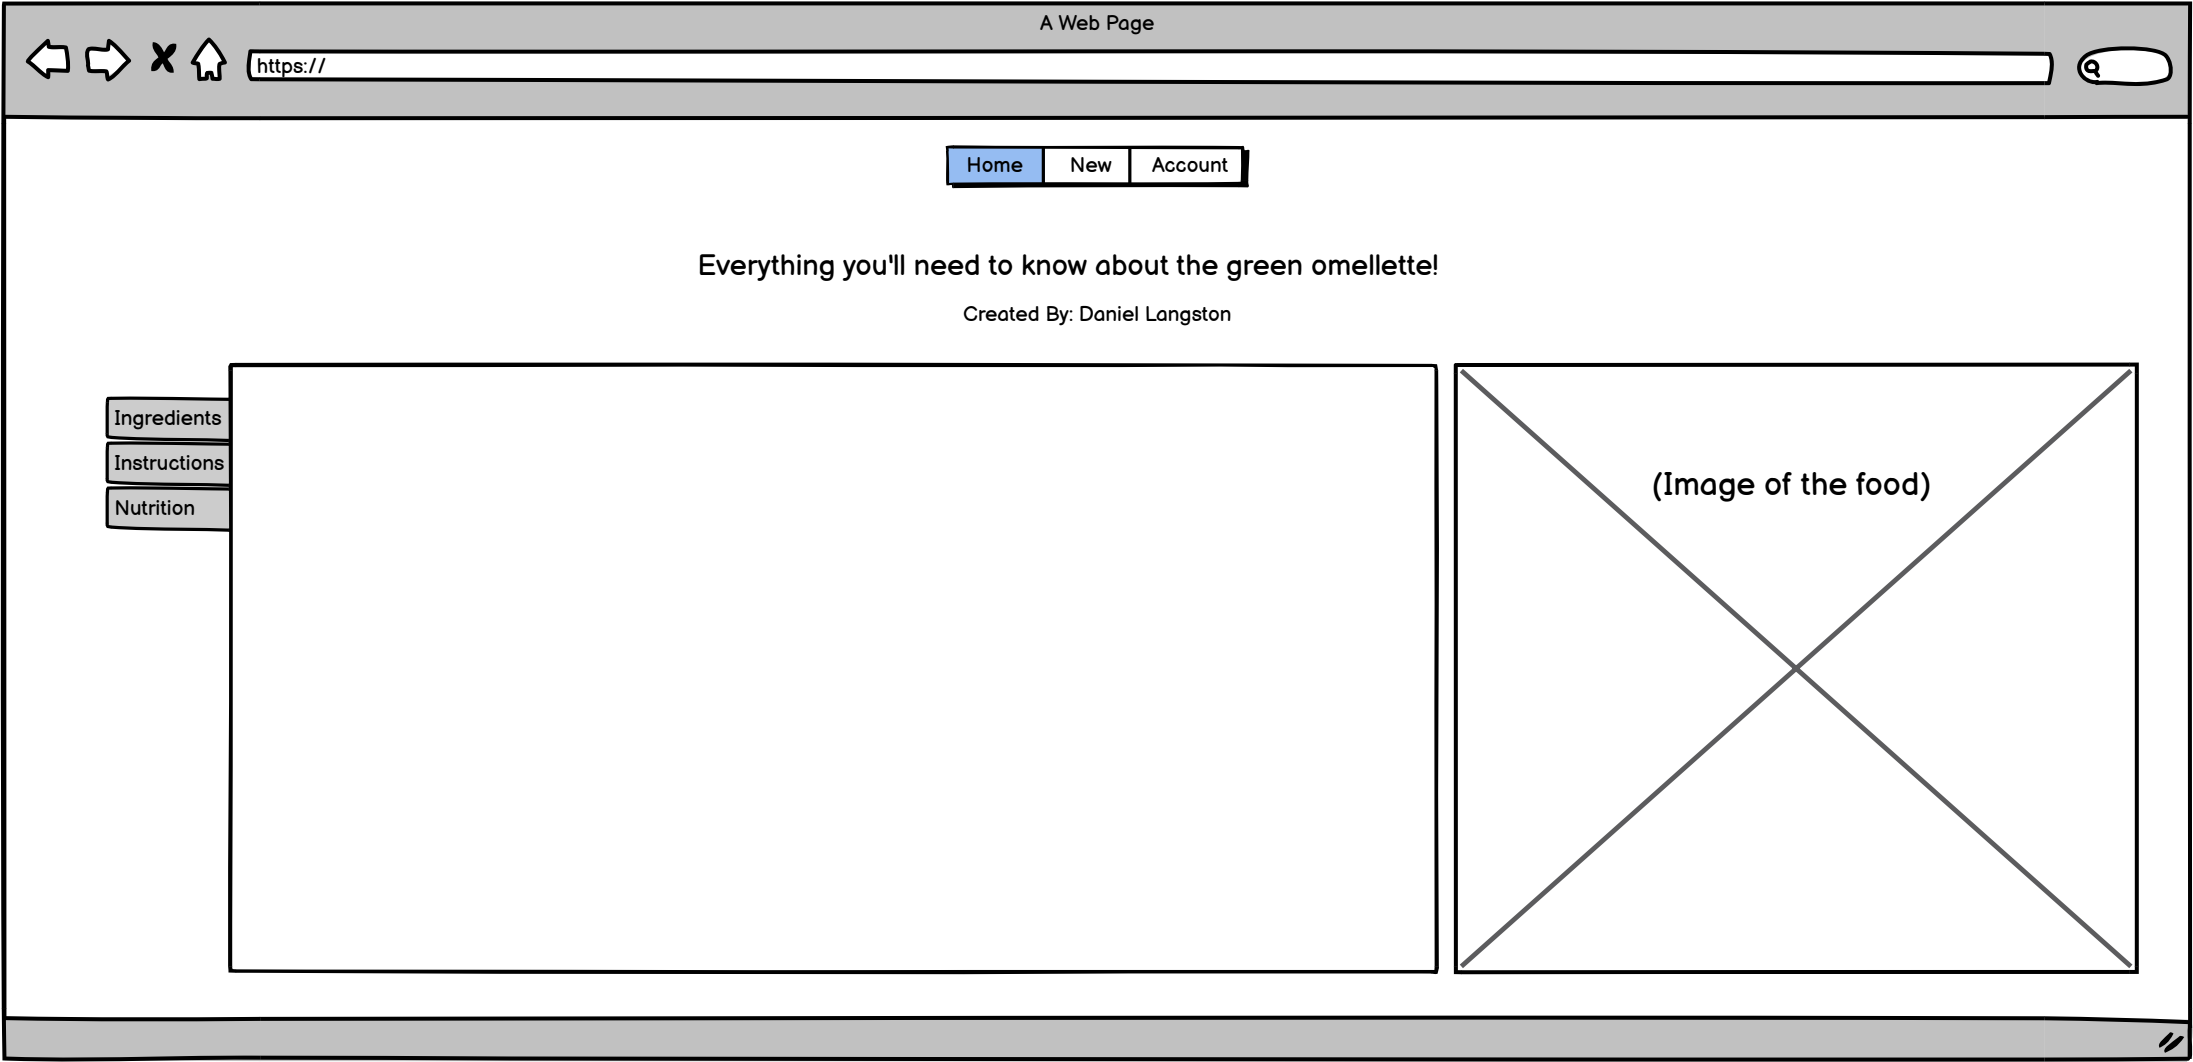 A Web Page
https://
Home New Account
Everything you'll need to know about the green omellette!
Created By: Daniel Langston
Ingredients
Instructions
Nutrition
(Image of the food)